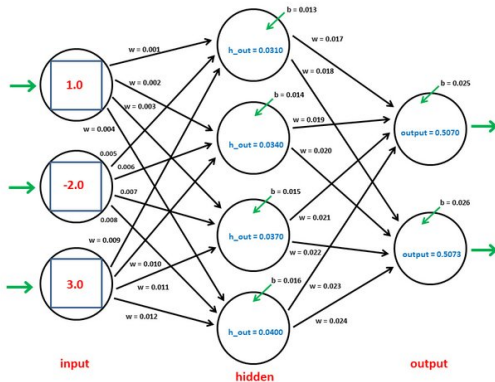 b = 0.013
w = 0.001
h_out = 0.0310
w = 0.017
1.0
w = 0.002
w = 0.018
w = 0.003
b = 0.014
b = 0.025
w = 0.004
h_out = 0.0340
w = 0.019
output = 0.5070
0.005
w = 0.020
0.006
-2.0
0.007
b = 0.015
b = 0.026
0.008
w = 0.021
w = 0.009
h_out = 0.0370
output = 0.5073
w = 0.022
w = 0.010
3.0
w = 0.011
b = 0.016
w = 0.023
w = 0.012
h_out = 0.0400
w = 0.024
input
hidden
output